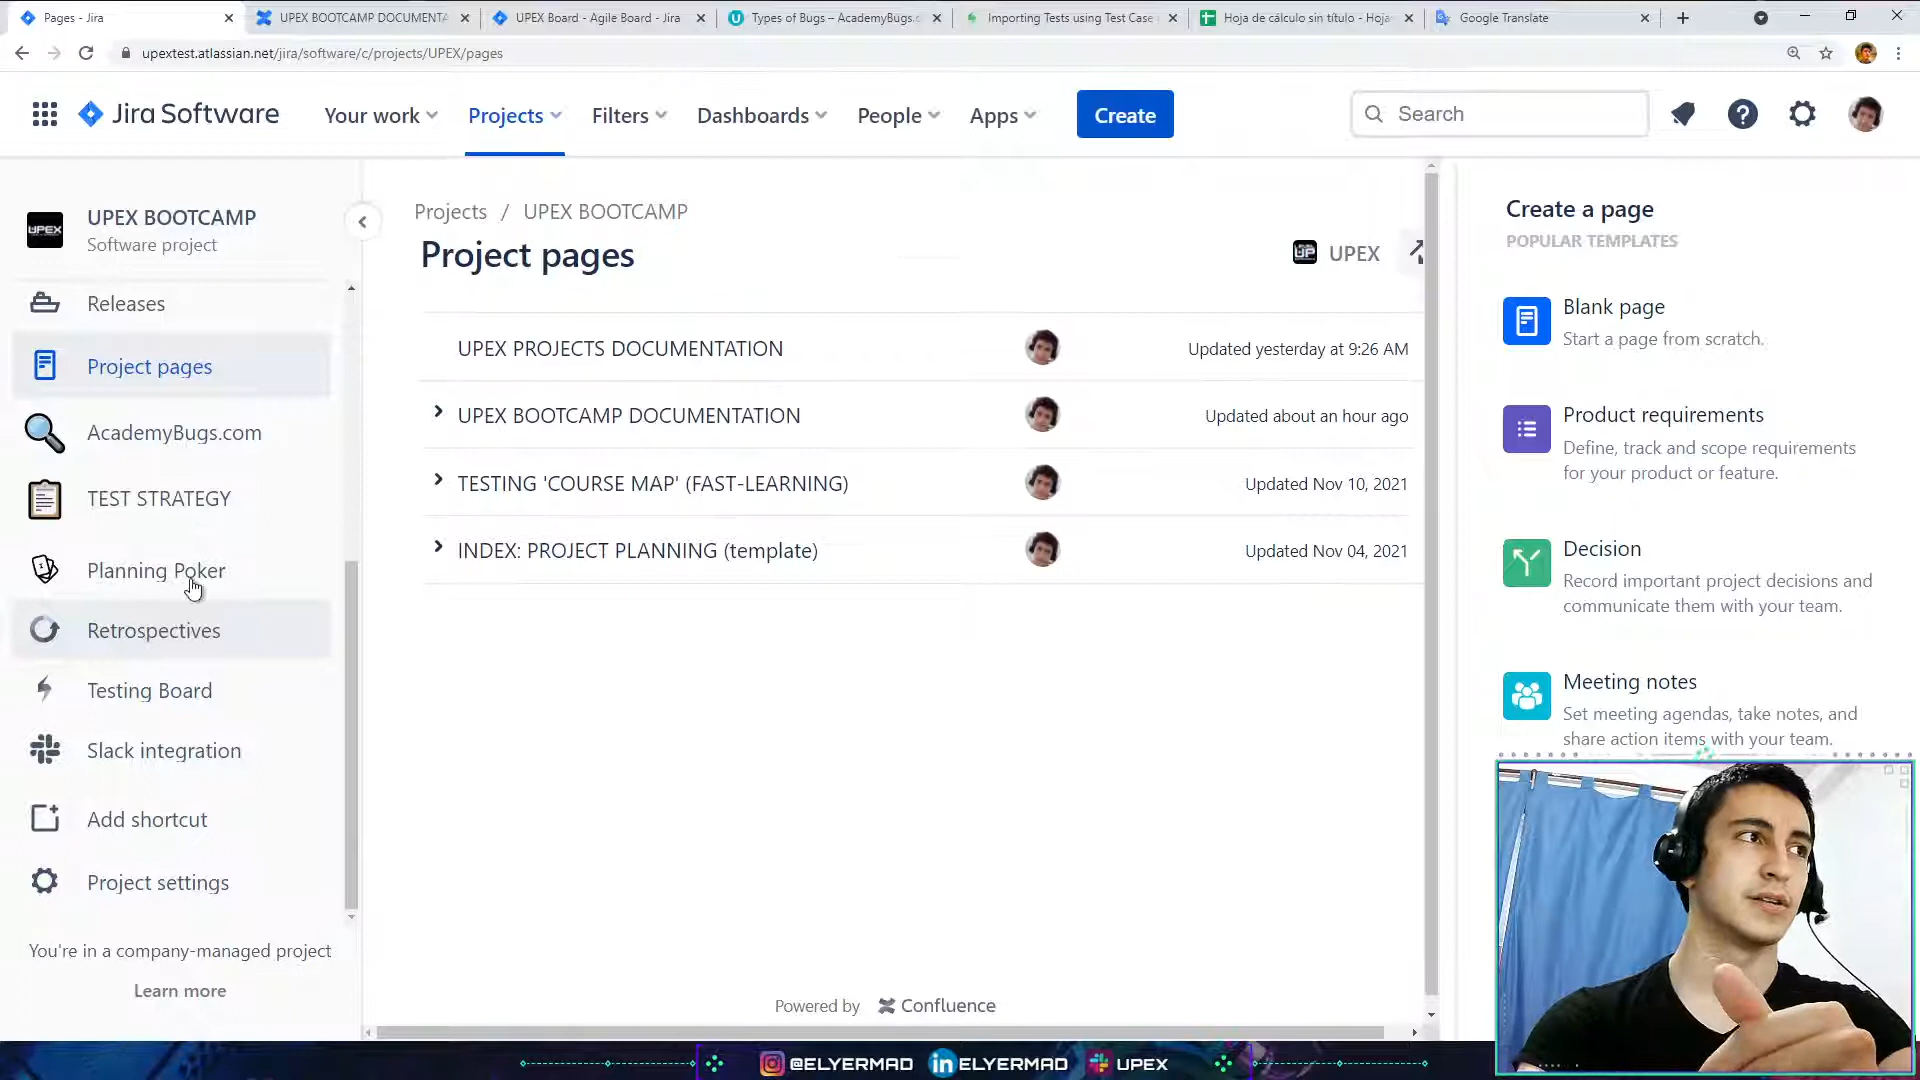 Pages - Jira
UPEX BOOTCAMP DOCUMENTA
UPEX Board - Agile Board - Jira
Types of Bugs – AcademyBugs.c
Importing Tests using Test Case
Hoja de cálculo sin título - Hoja
Google Translate
upextest.atlassian.net/jira/software/c/projects/UPEX/pages
Jira Software
Your work
Projects
Filters
Dashboards
People
Apps
Create
Search
UPEX
UPEX BOOTCAMP
Software project
Releases
Project pages
AcademyBugs.com
TEST STRATEGY
Planning Poker
Retrospectives
Testing Board
Slack integration
Add shortcut
Project settings
You're in a company-managed project
Learn more
Projects / UPEX BOOTCAMP
Project pages
UP
UPEX
UPEX PROJECTS DOCUMENTATION
Updated yesterday at 9:26 AM
UPEX BOOTCAMP DOCUMENTATION
Updated about an hour ago
TESTING 'COURSE MAP' (FAST-LEARNING)
Updated Nov 10, 2021
INDEX: PROJECT PLANNING (template)
Updated Nov 04, 2021
Powered by Confluence
Create a page
POPULAR TEMPLATES
Blank page
Start a page from scratch.
Product requirements
Define, track and scope requirements
for your product or feature.
Decision
Record important project decisions and
communicate them with your team.
Meeting notes
Set meeting agendas, take notes, and
share action items with your team.
@ELYERMAD
in ELYERMAD
UPEX